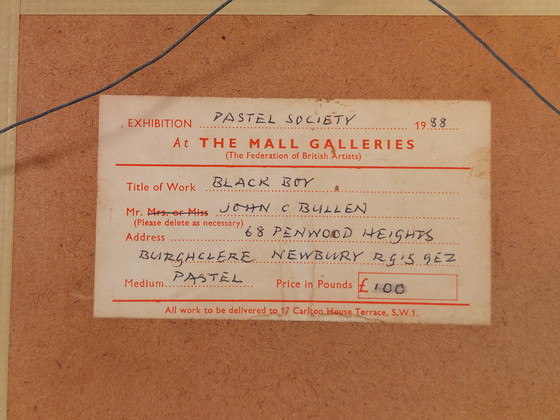 EXHIBITION PASTEL SOCIETY 1988
At THE MALL GALLERIES
(The Federation of British Artists)
Title of Work BLACK BOY
Mr. Mrs. or Miss JOHN C BULLEN
(Please delete as necessary)
Address 68 PENWOOD HEIGHTS
BURGHCLERE NEWBURY RG15 9EZ
Medium PASTEL Price in Pounds £100
All work to be delivered to 17 Carlton House Terrace, S.W.1.